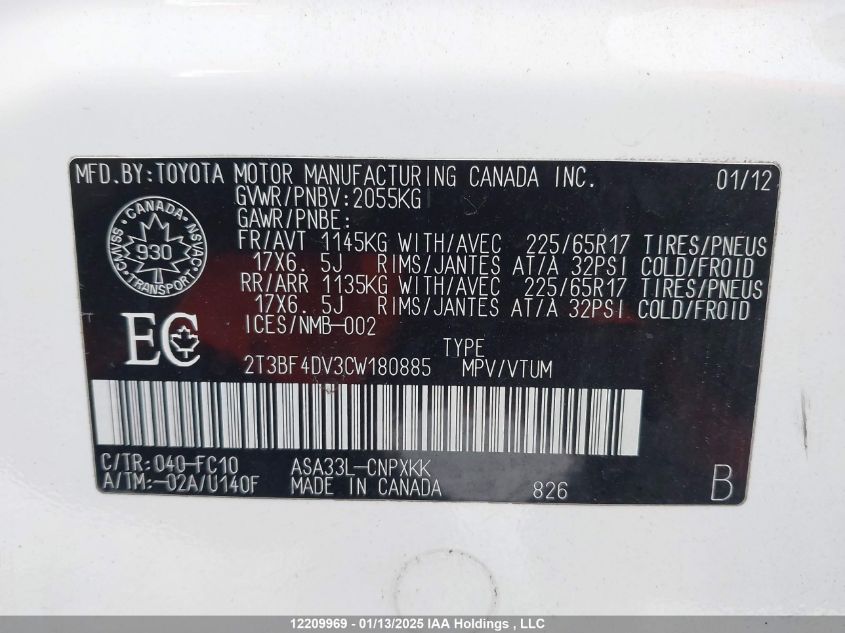 MFD.BY:TOYOTA MOTOR MANUFACTURING CANADA INC. 01/12
GVWR/PNBV:2055KG
GAWR/PNBE:
FR/AVT 1145KG WITH/AVEC 225/65R17 TIRES/PNEUS
17X6. 5J RIMS/JANTES AT/À 32PSI COLD/FROID
RR/ARR 1135KG WITH/AVEC 225/65R17 TIRES/PNEUS
17X6. 5J RIMS/JANTES AT/À 32PSI COLD/FROID
ICES/NMB-002
CANADA
CMVSS 930 NSVAC
TRANSPORT
EC
TYPE
2T3BF4DV3CW180885 MPV/VTUM
C/TR:040-FC10 ASA33L-CNPXKK
A/TM:-02A/U140F MADE IN CANADA 826 B
12209969 - 01/13/2025 IAA Holdings , LLC